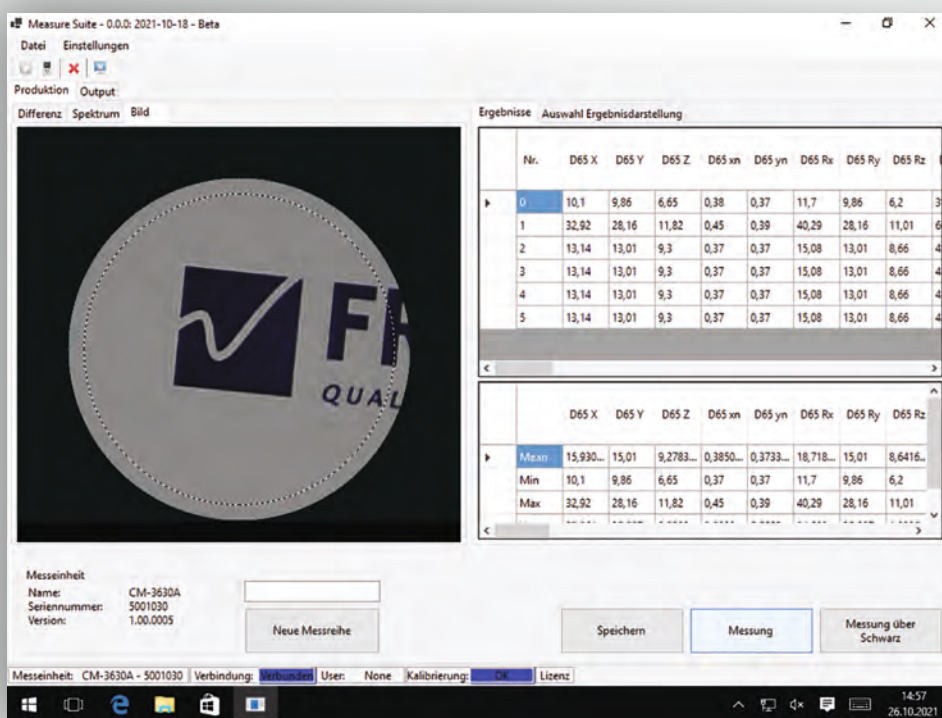 Measure Suite - 0.0.0: 2021-10-18 - Beta
Datei Einstellungen
Produktion Output
Differenz Spektrum Bild
FR
QUAL
Ergebnisse Auswahl Ergebnisdarstellung
Nr. D65 X D65 Y D65 Z D65 xn D65 yn D65 Rx D65 Ry D65 Rz
0 10,1 9,86 6,65 0,38 0,37 11,7 9,86 6,2 3
1 32,92 28,16 11,82 0,45 0,39 40,29 28,16 11,01 6
2 13,14 13,01 9,3 0,37 0,37 15,08 13,01 8,66 4
3 13,14 13,01 9,3 0,37 0,37 15,08 13,01 8,66 4
4 13,14 13,01 9,3 0,37 0,37 15,08 13,01 8,66 4
5 13,14 13,01 9,3 0,37 0,37 15,08 13,01 8,66 4
D65 X D65 Y D65 Z D65 xn D65 yn D65 Rx D65 Ry D65 Rz
Mean 15,930... 15,01 9,2783... 0,3850... 0,3733... 18,718... 15,01 8,6416...
Min 10,1 9,86 6,65 0,37 0,37 11,7 9,86 6,2
Max 32,92 28,16 11,82 0,45 0,39 40,29 28,16 11,01
Messeinheit
Name: CM-3630A
Seriennummer: 5001030
Version: 1.00.0005
Neue Messreihe
Speichern
Messung
Messung über
Schwarz
Messeinheit: CM-3630A - 5001030 Verbindung: Verbunden User: None Kalibrierung: OK Lizenz
14:57
26.10.2021